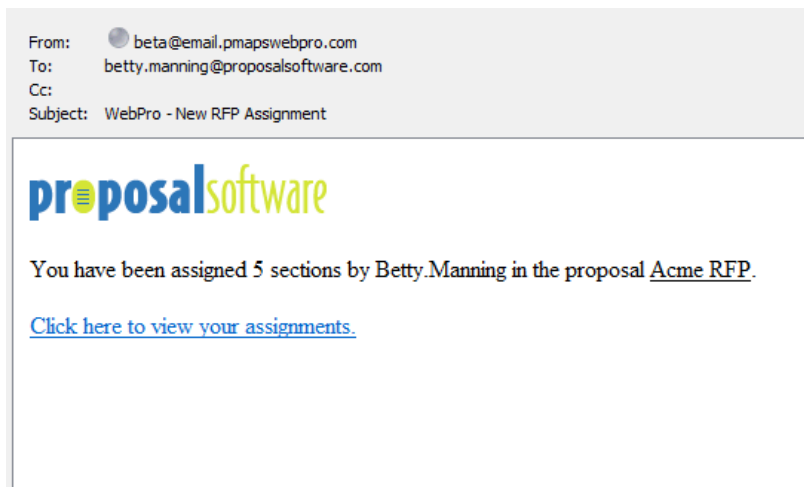 From: beta@email.pmapswebpro.com
To: betty.manning@proposalsoftware.com
Cc:
Subject: WebPro - New RFP Assignment
proposalsoftware
You have been assigned 5 sections by Betty.Manning in the proposal Acme RFP.
Click here to view your assignments.